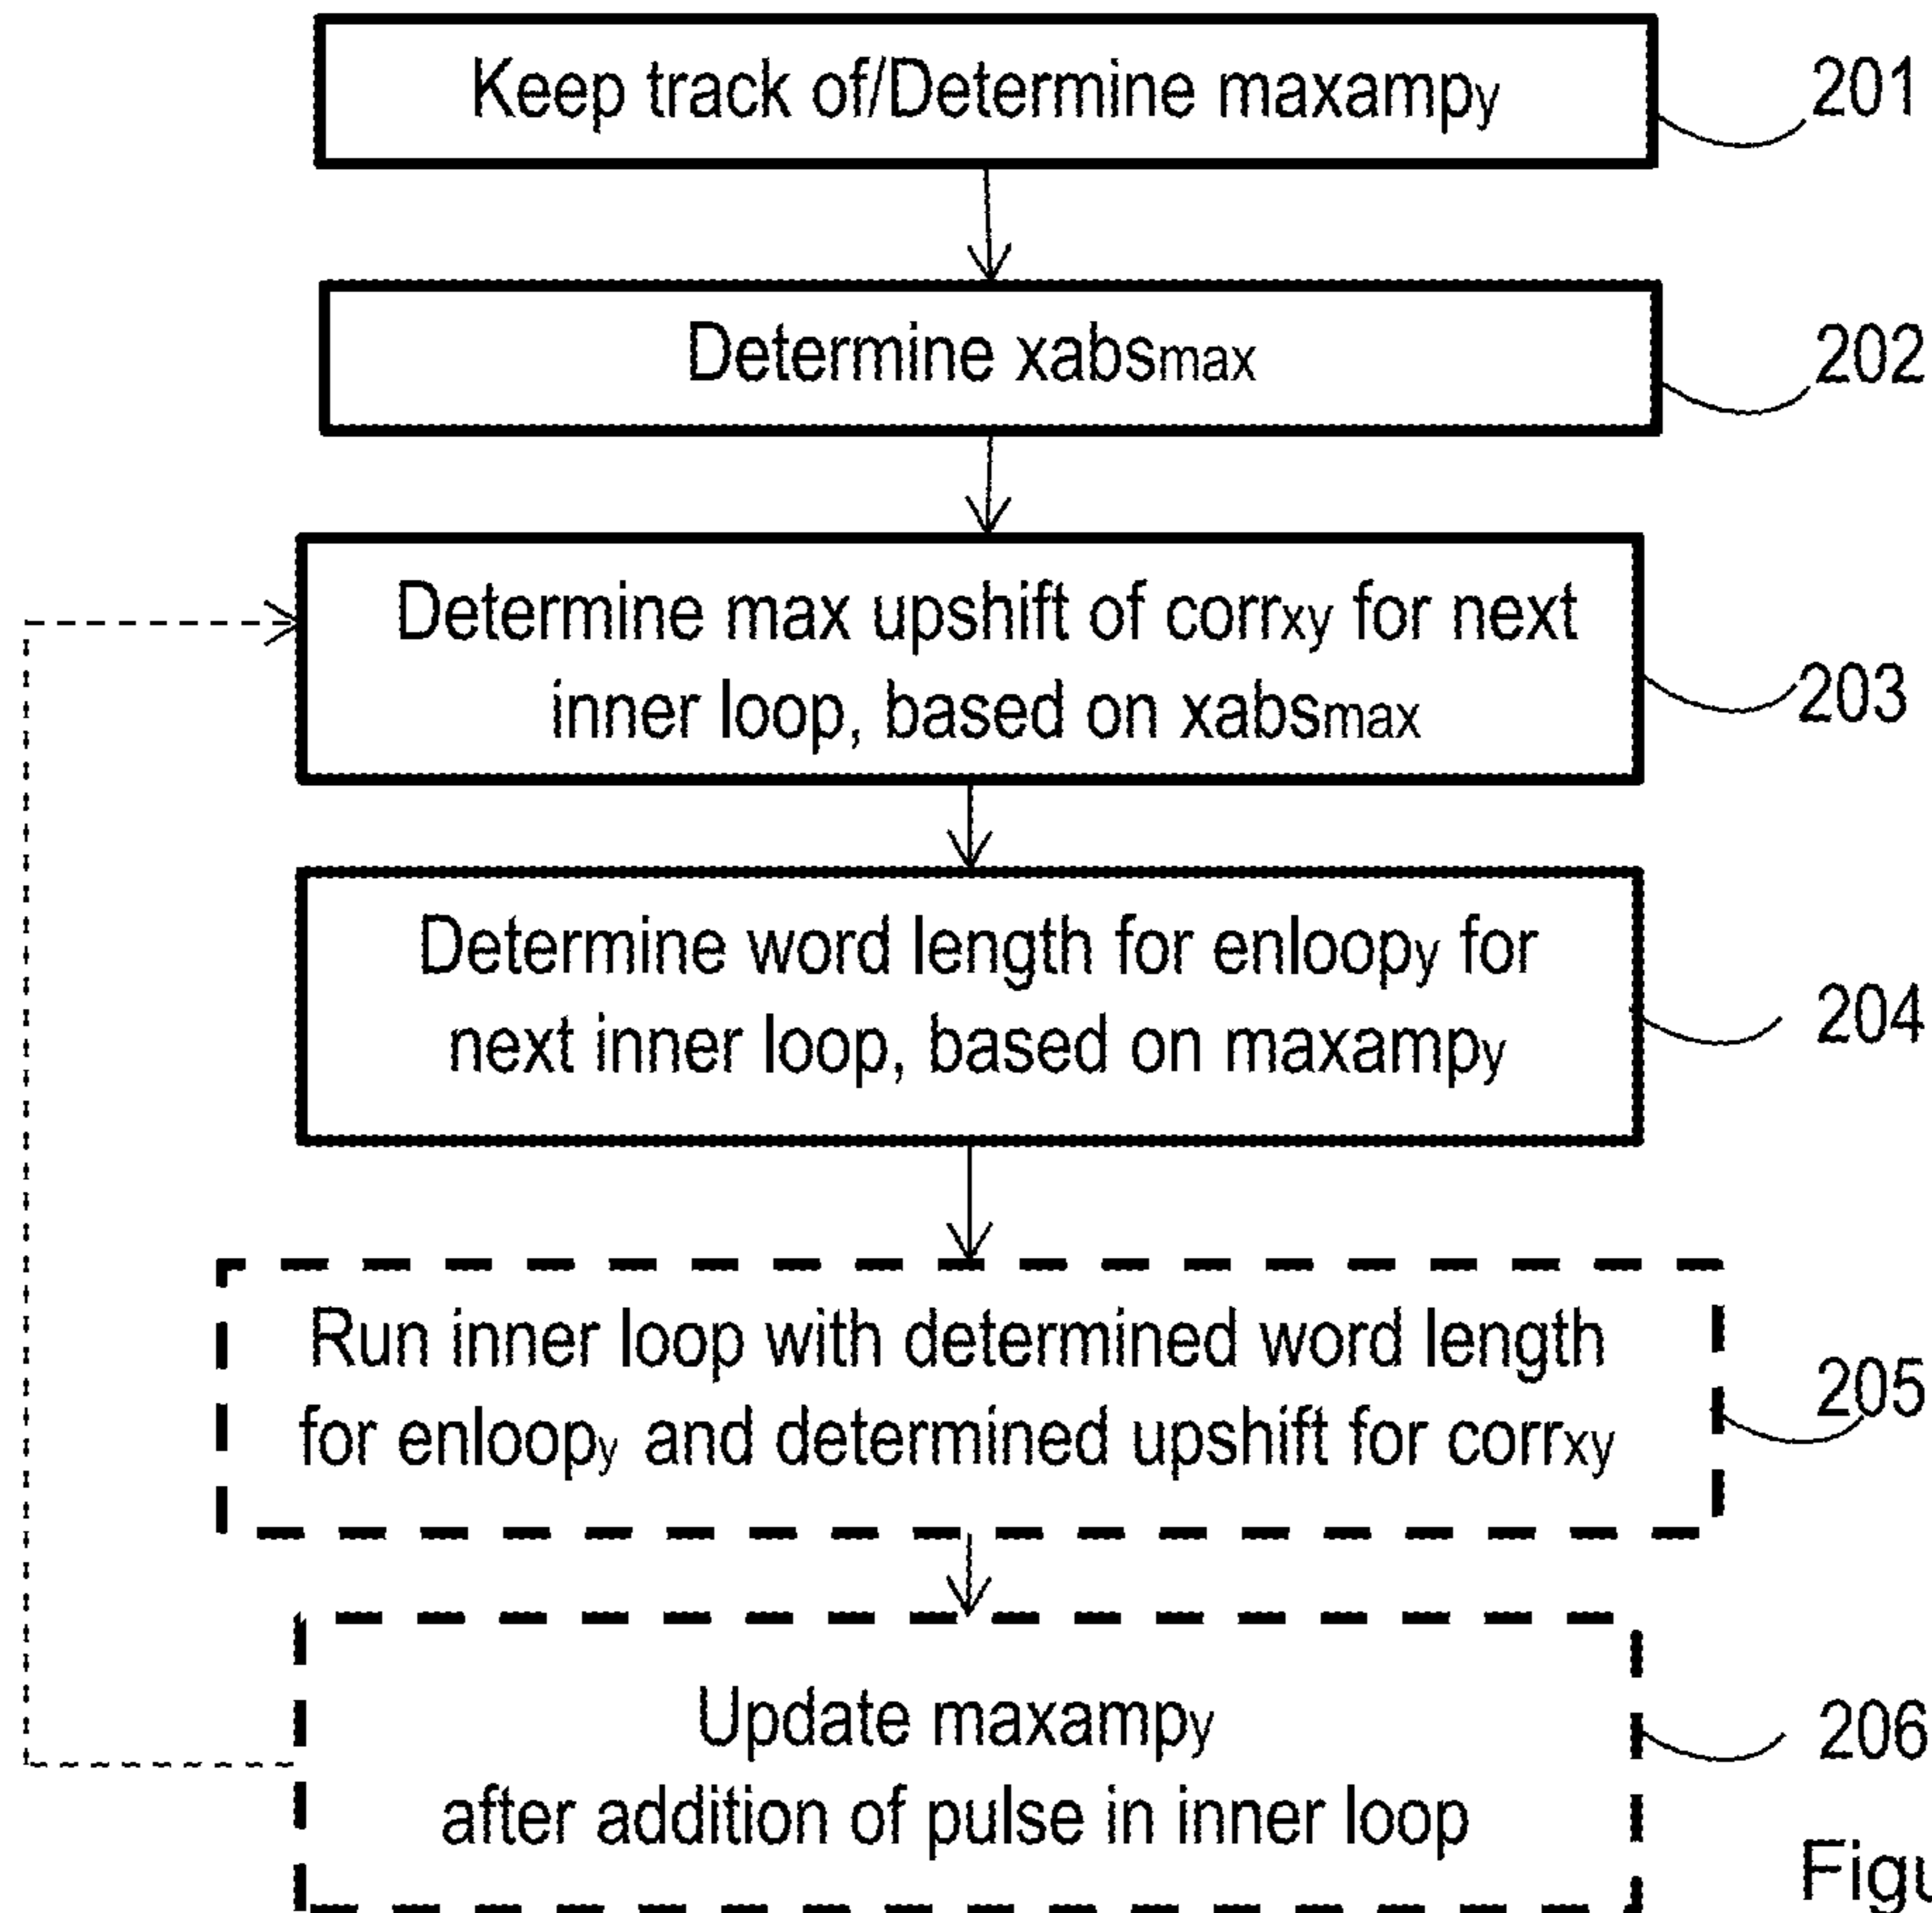 Keep track of/Determine maxampy
201
Determine xabsmax
202
Determine max upshift of corrxy for next
inner loop, based on xabsmax
203
Determine word length for enloopy for
next inner loop, based on maxampy
204
Run inner loop with determined word length
for enloopy and determined upshift for corrxy
205
Update maxampy
after addition of pulse in inner loop
206